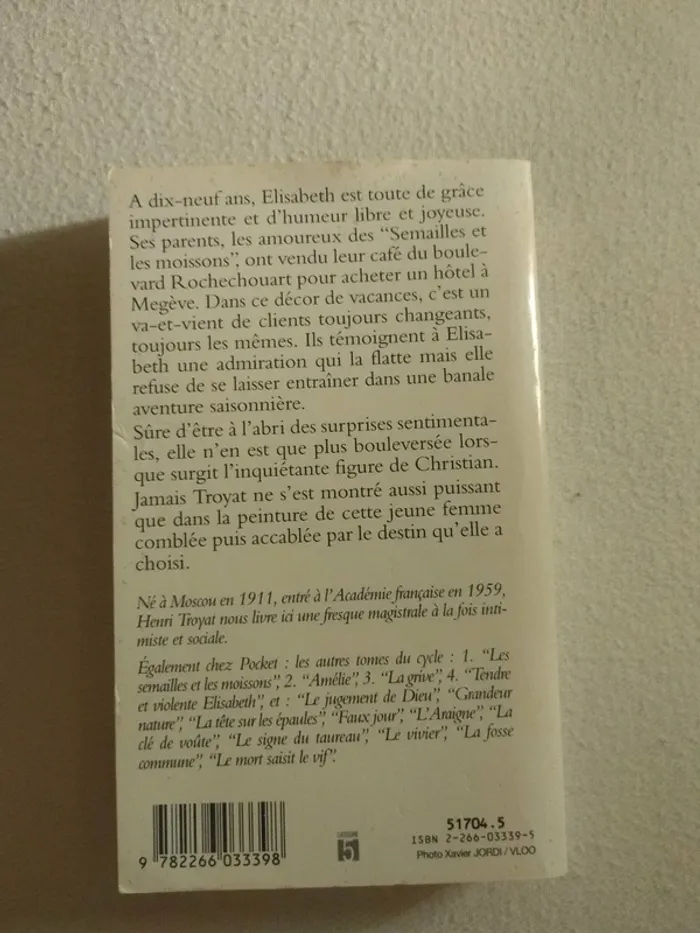 A dix-neuf ans, Elisabeth est toute de grâce
impertinente et d'humeur libre et joyeuse.
Ses parents, les amoureux des “Semailles et
les moissons”, ont vendu leur café du boule-
vard Rochechouart pour acheter un hôtel à
Megève. Dans ce décor de vacances, c'est un
va-et-vient de clients toujours changeants,
toujours les mêmes. Ils témoignent à Elisa-
beth une admiration qui la flatte mais elle
refuse de se laisser entraîner dans une banale
aventure saisonnière.
Sûre d'être à l'abri des surprises sentimenta-
les, elle n'en est que plus bouleversée lors-
que surgit l'inquiétante figure de Christian.
Jamais Troyat ne s'est montré aussi puissant
que dans la peinture de cette jeune femme
comblée puis accablée par le destin qu'elle a
choisi.
Né à Moscou en 1911, entré à l'Académie française en 1959,
Henri Troyat nous livre ici une fresque magistrale à la fois inti-
miste et sociale.
Également chez Pocket : les autres tomes du cycle : 1. “Les
semailles et les moissons”, 2. “Amélie”, 3. “La grive”, 4. “Tendre
et violente Elisabeth”, et : “Le jugement de Dieu”, “Grandeur
nature”, “La tête sur les épaules”, “Faux jour”, “L'Araigne”, “La
clé de voûte”, “Le signe du taureau”, “Le vivier”, “La fosse
commune”, “Le mort saisit le vif”.
9 782266 033398
5
51704.5
ISBN 2-266-03339-5
Photo Xavier JORDI / VLOO